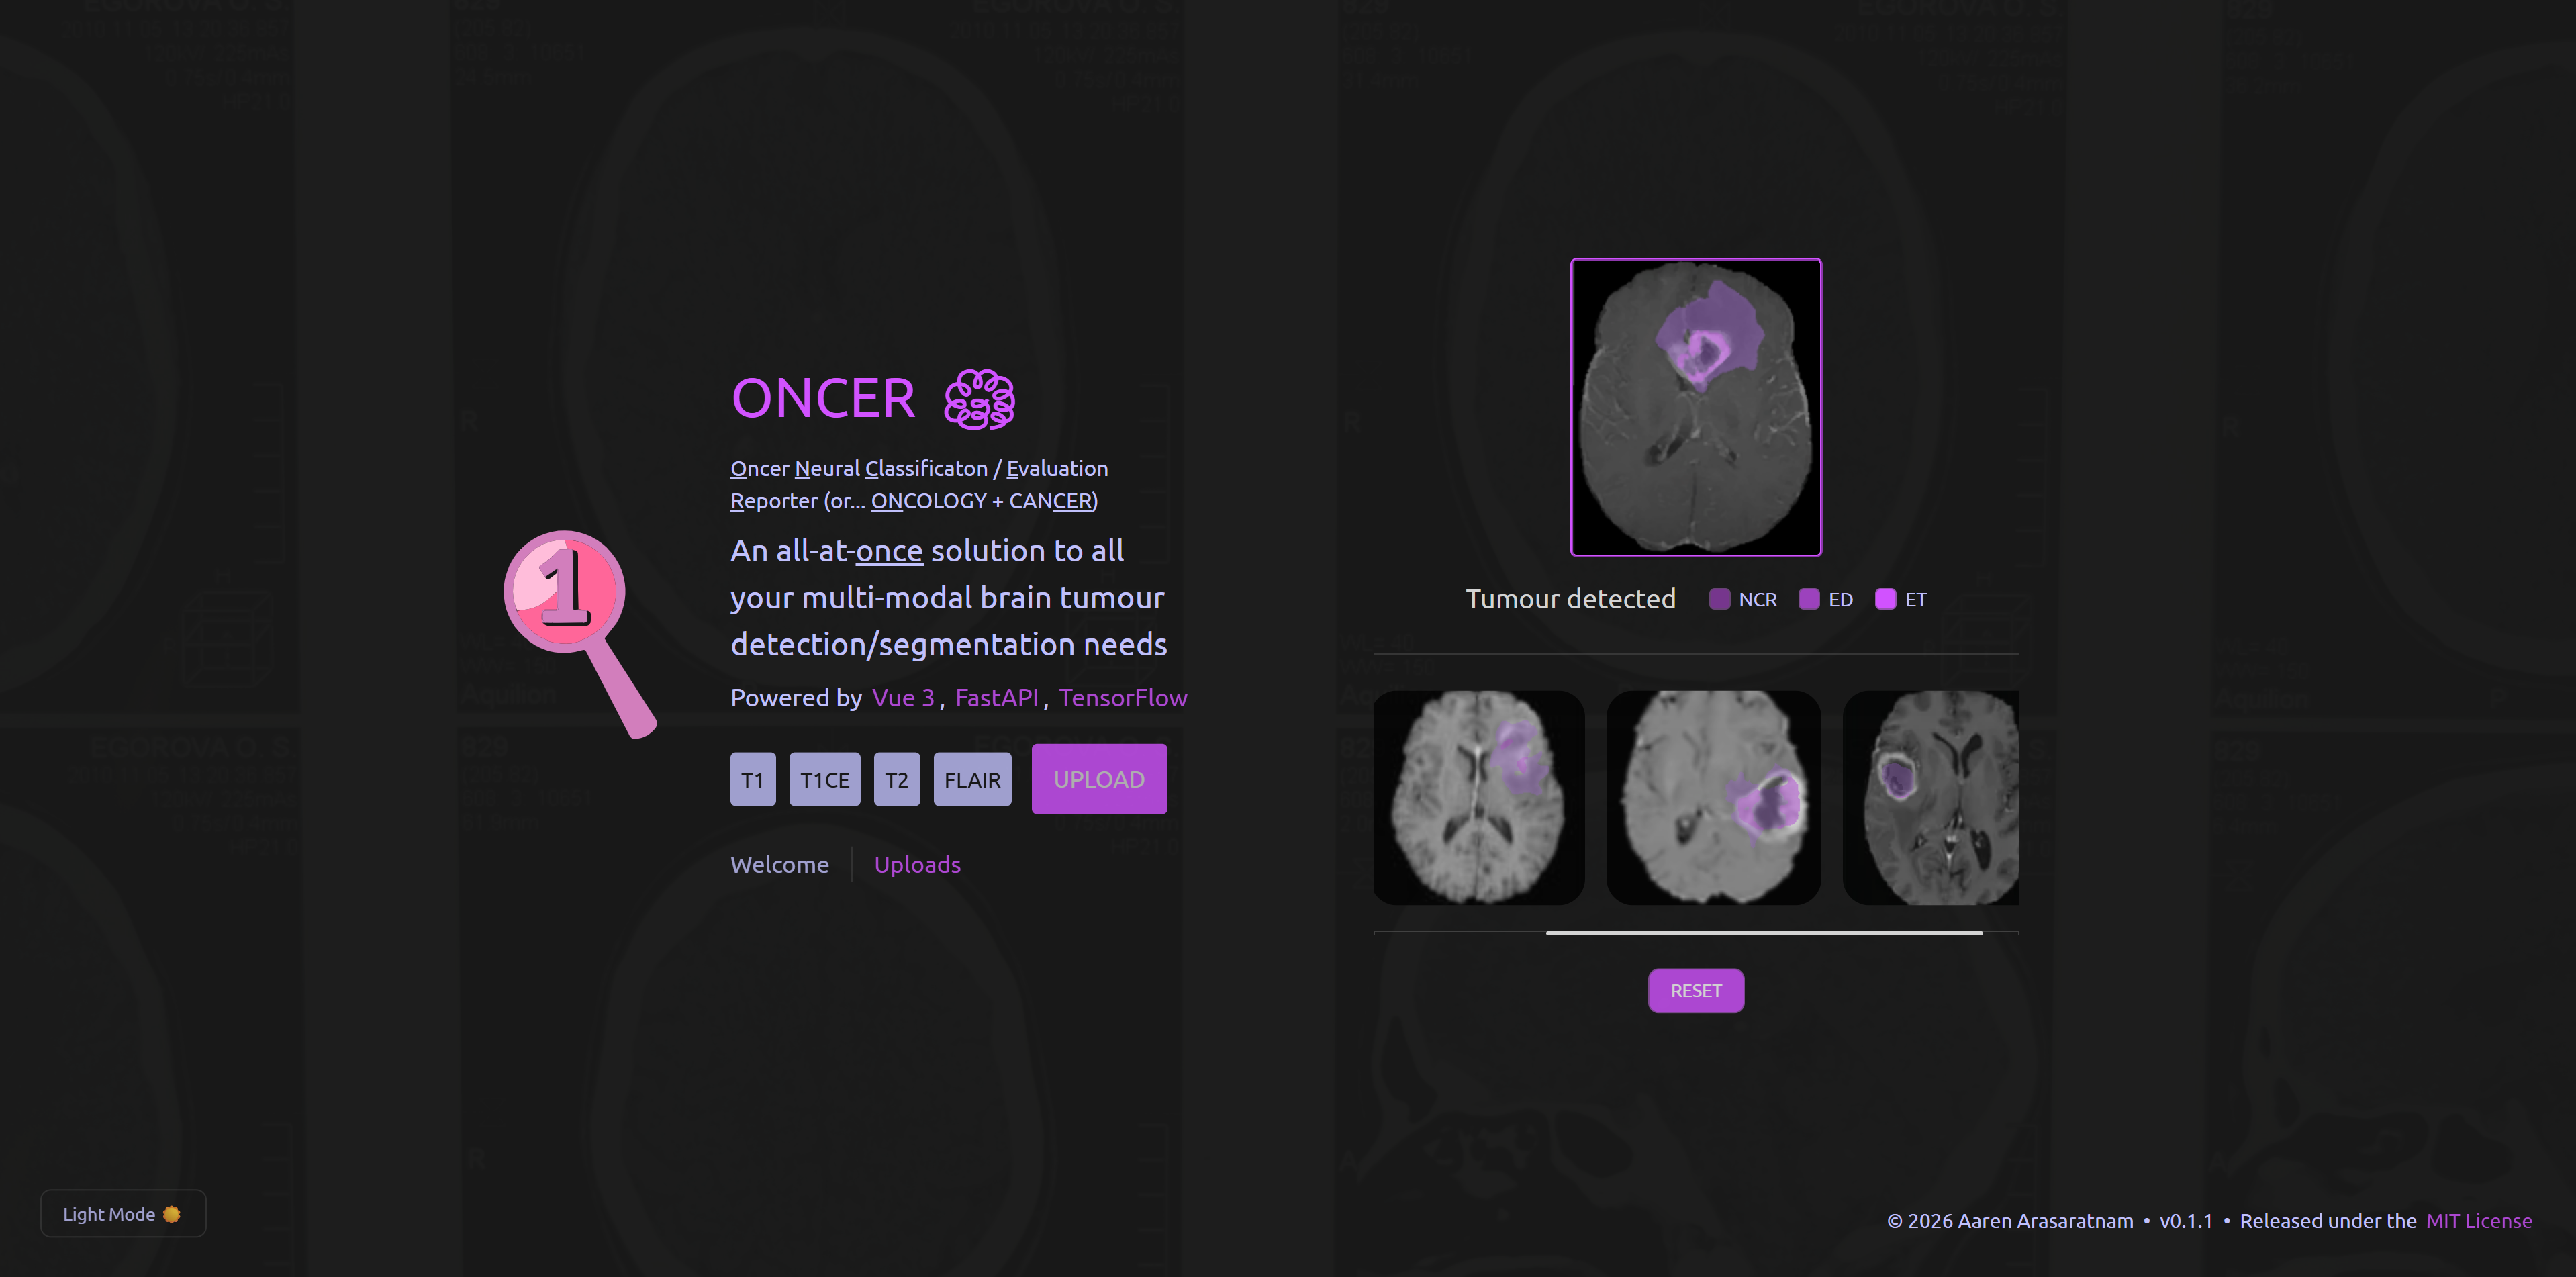 ONCER
Oncer Neural Classificaton / Evaluation
Reporter (or... ONCOLOGY + CANCER)
An all-at-once solution to all
your multi-modal brain tumour
detection/segmentation needs
Powered by Vue 3, FastAPI, TensorFlow
T1 T1CE T2 FLAIR UPLOAD
Welcome Uploads
1
Tumour detected NCR ED ET
RESET
Light Mode
© 2026 Aaren Arasaratnam • v0.1.1 • Released under the MIT License